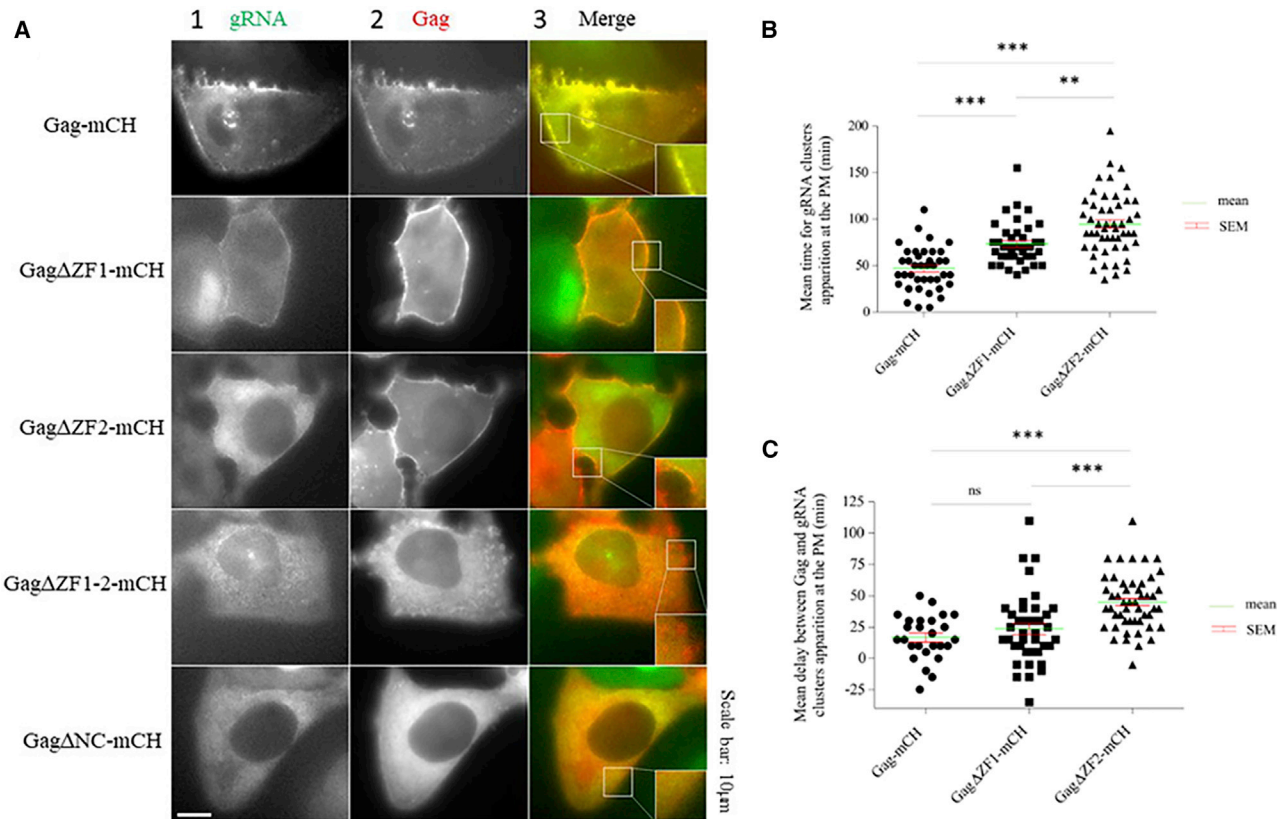 A
1 gRNA 2 Gag 3 Merge
Gag-mCH
GagΔZF1-mCH
GagΔZF2-mCH
GagΔZF1-2-mCH
GagΔNC-mCH
Scale bar: 10μm
B
***
*** **
Mean time for gRNA clusters
apparition at the PM (min)
200
150
100
50
0
Gag-mCH
GagΔZF1-mCH
GagΔZF2-mCH
mean
SEM
C
***
ns ***
Mean delay between Gag and gRNA
clusters apparition at the PM (min)
125
100
75
50
25
0
-25
Gag-mCH
GagΔZF1-mCH
GagΔZF2-mCH
mean
SEM